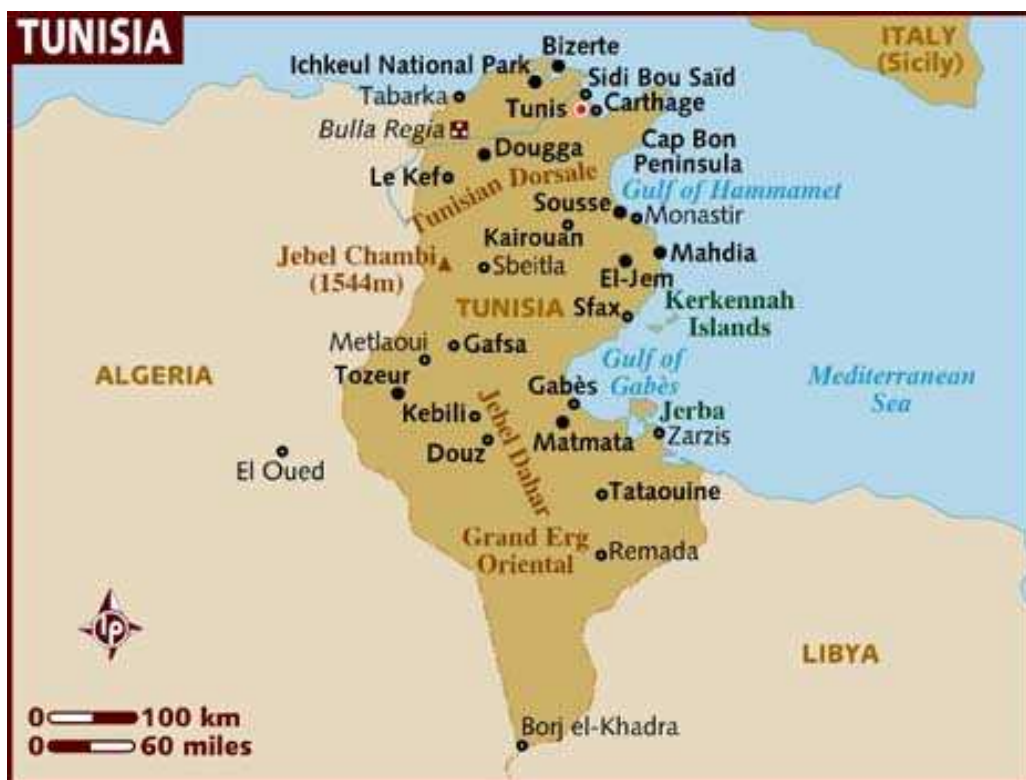 TUNISIA
Bizerte
ITALY
(Sicily)
Ichkeul National Park
Sidi Bou Saïd
Tabarka
Tunis
Carthage
Bulla Regia
Cap Bon
Peninsula
Dougga
Le Kef
Tunisian Dorsale
Gulf of Hammamet
Sousse
Monastir
Kairouan
Jebel Chambi
(1544m)
Sbeitla
Mahdia
El-Jem
TUNISIA
Sfax
Kerkennah
Islands
Metlaoui
Gafsa
Gulf of
Gabès
ALGERIA
Mediterranean
Sea
Tozeur
Gabès
Kebili
Jebel Dahar
Jerba
Matmata
Zarzis
Douz
El Oued
Tataouine
Grand Erg
Oriental
Remada
LP
LIBYA
0 100 km
0 60 miles
Borj el-Khadra